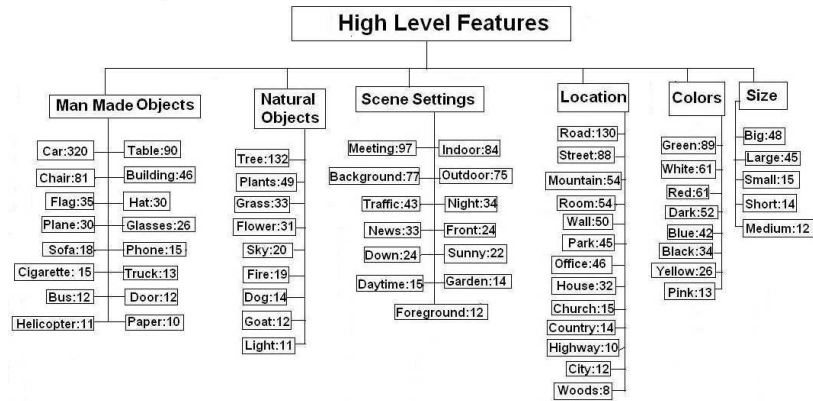 High Level Features
Man Made Objects
Car:320
Table:90
Chair:81
Building:46
Flag:35
Hat:30
Plane:30
Glasses:26
Sofa:18
Phone:15
Cigarette: 15
Truck:13
Bus:12
Door:12
Helicopter:11
Paper:10
Natural
Objects
Tree:132
Plants:49
Grass:33
Flower:31
Sky:20
Fire:19
Dog:14
Goat:12
Light:11
Scene Settings
Meeting:97
Indoor:84
Background:77
Outdoor:75
Traffic:43
Night:34
News:33
Front:24
Down:24
Sunny:22
Daytime:15
Garden:14
Foreground:12
Location
Road:130
Street:88
Mountain:54
Room:54
Wall:50
Park:45
Office:46
House:32
Church:15
Country:14
Highway:10
City:12
Woods:8
Colors
Green:89
White:61
Red:61
Dark:52
Blue:42
Black:34
Yellow:26
Pink:13
Size
Big:48
Large:45
Small:15
Short:14
Medium:12